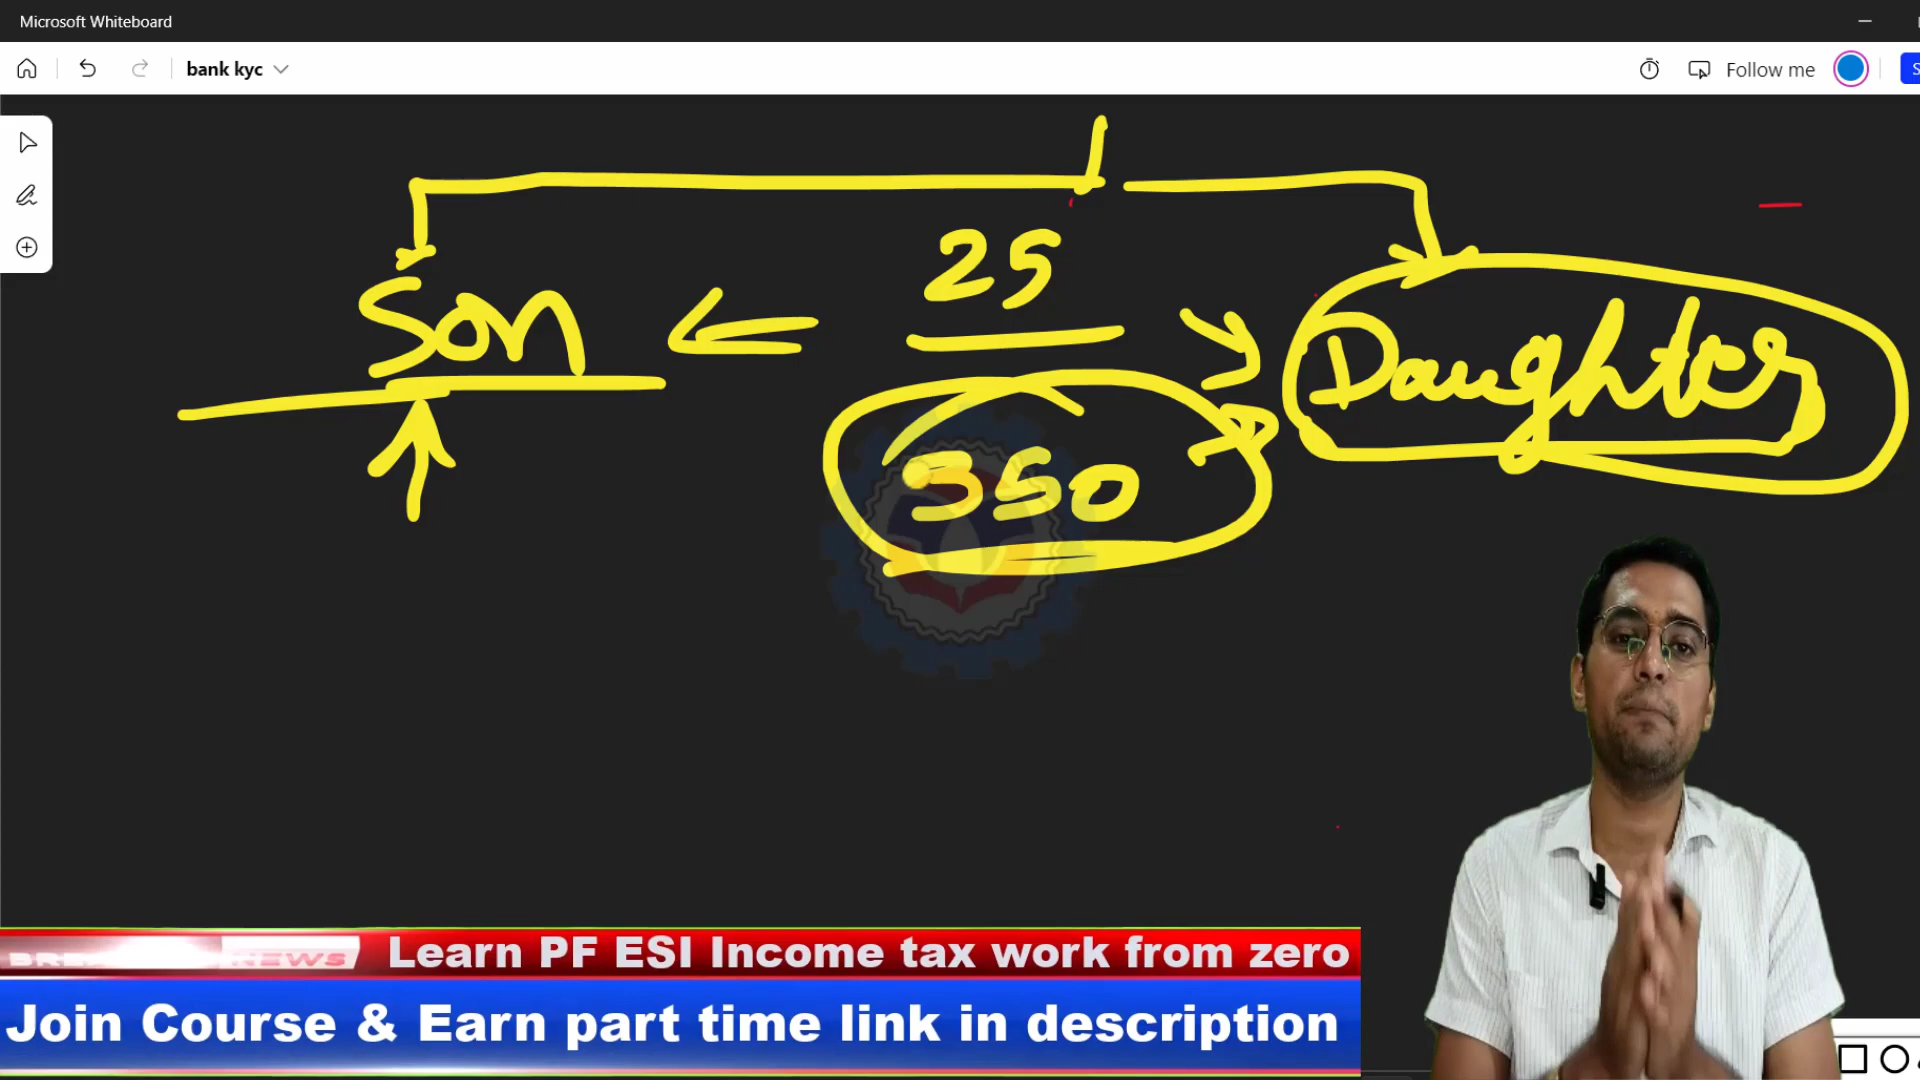 Microsoft Whiteboard
bank kyc
Follow me
25
Son
Daughter
350
NEWS
Learn PF ESI Income tax work from zero
Join Course & Earn part time link in description